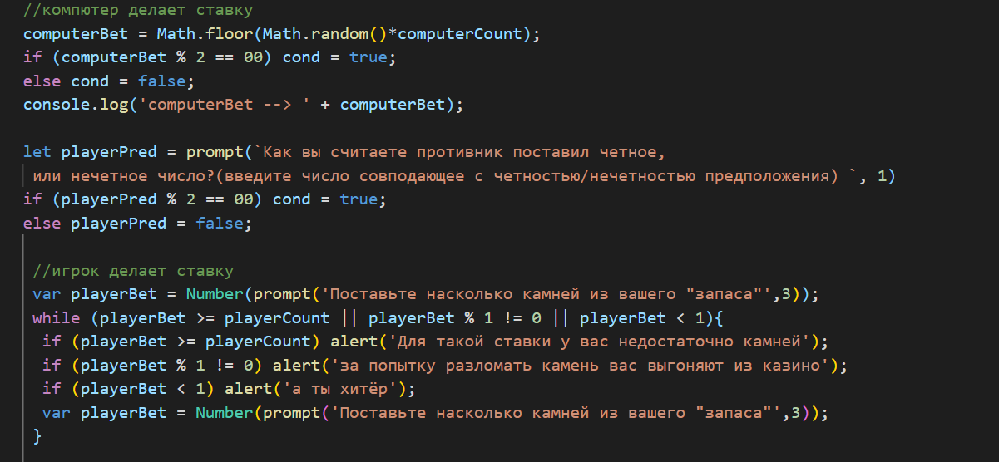 //компютер делает ставку
computerBet = Math.floor(Math.random()*computerCount);
if (computerBet % 2 == 00) cond = true;
else cond = false;
console.log('computerBet --> ' + computerBet);
let playerPred = prompt(`Как вы считаете противник поставил четное,
или нечетное число?(введите число совподающее с четностью/нечетностью предположения) `, 1)
if (playerPred % 2 == 00) cond = true;
else playerPred = false;
//игрок делает ставку
var playerBet = Number(prompt('Поставьте насколько камней из вашего "запаса"',3));
while (playerBet >= playerCount || playerBet % 1 != 0 || playerBet < 1){
if (playerBet >= playerCount) alert('Для такой ставки у вас недостаточно камней');
if (playerBet % 1 != 0) alert('за попытку разломать камень вас выгоняют из казино');
if (playerBet < 1) alert('а ты хитёр');
var playerBet = Number(prompt('Поставьте насколько камней из вашего "запаса"',3));
}